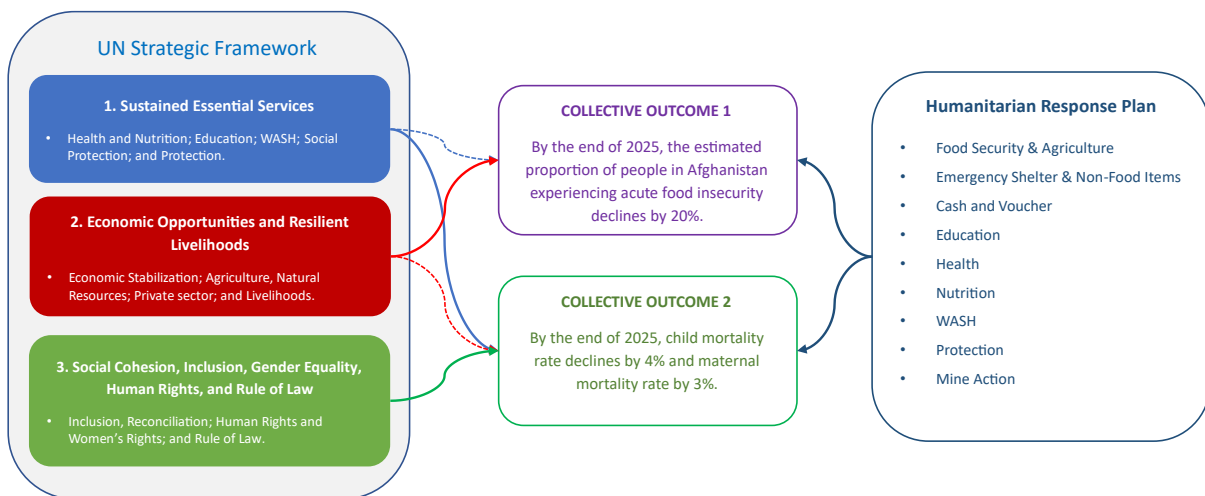 UN Strategic Framework
1. Sustained Essential Services
• Health and Nutrition; Education; WASH; Social
Protection; and Protection.
2. Economic Opportunities and Resilient
Livelihoods
• Economic Stabilization; Agriculture, Natural
Resources; Private sector; and Livelihoods.
3. Social Cohesion, Inclusion, Gender Equality,
Human Rights, and Rule of Law
• Inclusion, Reconciliation; Human Rights and
Women's Rights; and Rule of Law.
COLLECTIVE OUTCOME 1
By the end of 2025, the estimated
proportion of people in Afghanistan
experiencing acute food insecurity
declines by 20%.
COLLECTIVE OUTCOME 2
By the end of 2025, child mortality
rate declines by 4% and maternal
mortality rate by 3%.
Humanitarian Response Plan
• Food Security & Agriculture
• Emergency Shelter & Non-Food Items
• Cash and Voucher
• Education
• Health
• Nutrition
• WASH
• Protection
• Mine Action